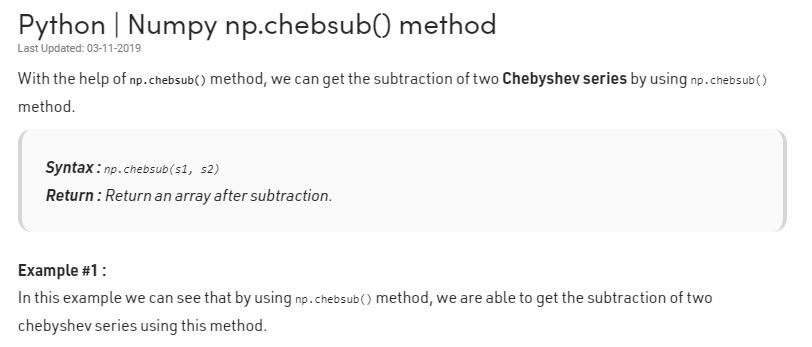 Python | Numpy np.chebsub() method
Last Updated: 03-11-2019
With the help of np.chebsub() method, we can get the subtraction of two Chebyshev series by using np.chebsub()
method.
Syntax : np.chebsub(s1, s2)
Return : Return an array after subtraction.
Example #1 :
In this example we can see that by using np.chebsub() method, we are able to get the subtraction of two
chebyshev series using this method.